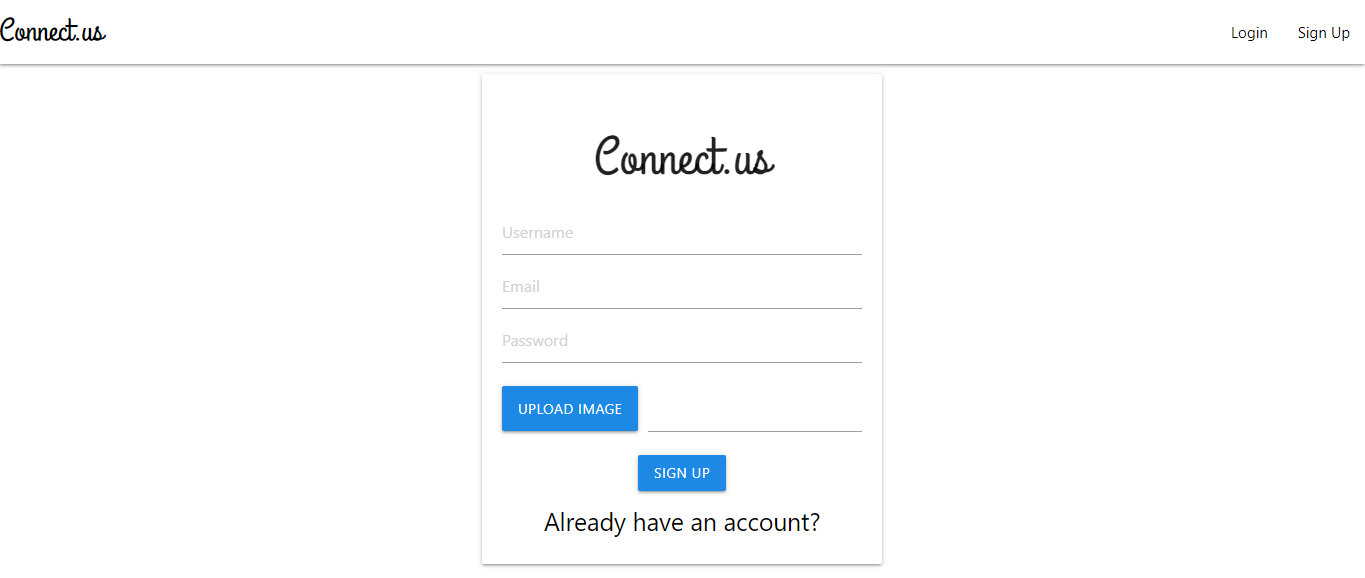 Connect.us
Login
Sign Up
Connect.us
Username
Email
Password
UPLOAD IMAGE
SIGN UP
Already have an account?